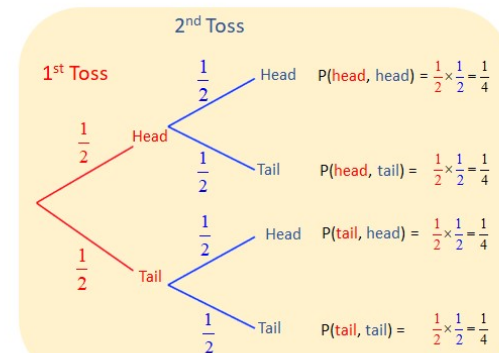 2nd Toss
1st Toss
1/2 Head P(head, head) = 1/2 × 1/2 = 1/4
1/2 Head
1/2 Tail P(head, tail) = 1/2 × 1/2 = 1/4
1/2 Head P(tail, head) = 1/2 × 1/2 = 1/4
1/2 Tail
1/2 Tail P(tail, tail) = 1/2 × 1/2 = 1/4